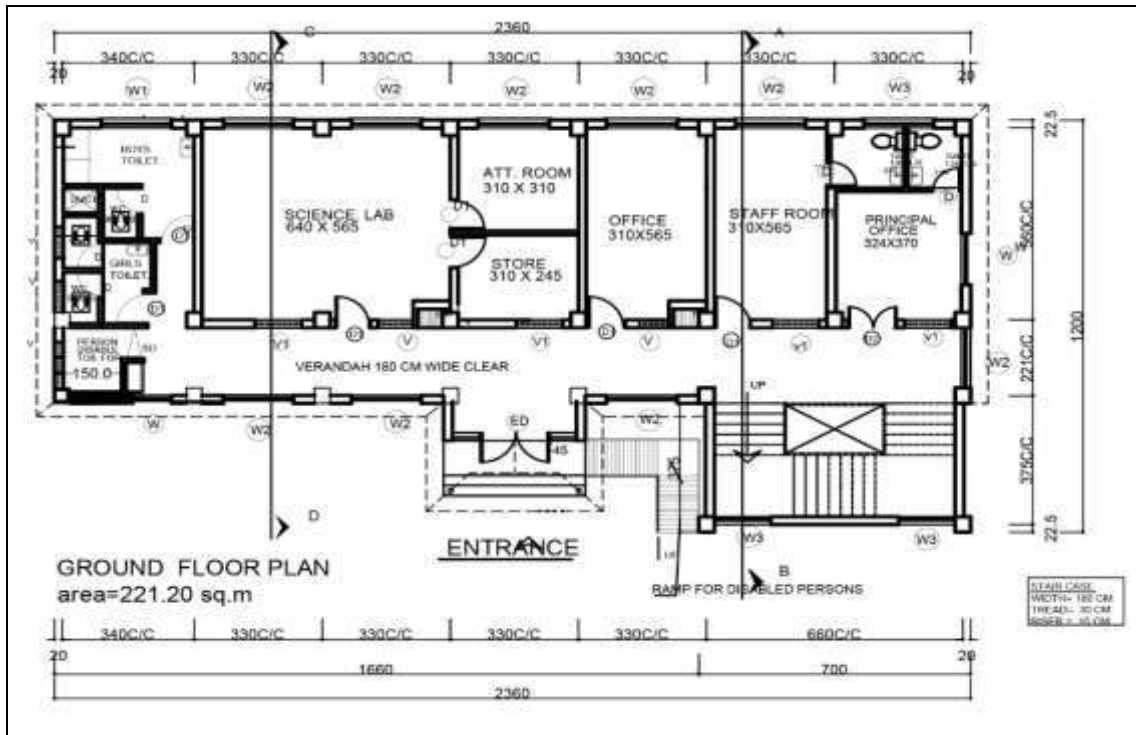 2360
C
A
340C/C
330C/C
330C/C
330C/C
330C/C
330C/C
330C/C
20
20
W1
W2
W2
W2
W2
W2
W3
22.5
BOYS
TOILET
D
SCIENCE LAB
640 X 565
ATT. ROOM
310 X 310
D1
D1
STORE
310 X 245
OFFICE
310X565
STAFF ROOM
310X565
PRINCIPAL
OFFICE
324X370
D
D
W
560C/C
1200
GIRLS
TOILET
D
D
V
V
V
PERSON
150.0
V1
V
V1
V
V1
V1
VERANDAH 180 CM WIDE CLEAR
W2
221C/C
UP
W
W2
W2
ED
W2
-45
375C/C
22.5
D
W3
W3
ENTRANCE
B
GROUND FLOOR PLAN
area=221.20 sq.m
RAMP FOR DISABLED PERSONS
STAIR CASE
WIDTH= 180 CM
TREAD= 30 CM
RISER = 15 CM
340C/C
330C/C
330C/C
330C/C
330C/C
660C/C
20
20
1660
700
2360